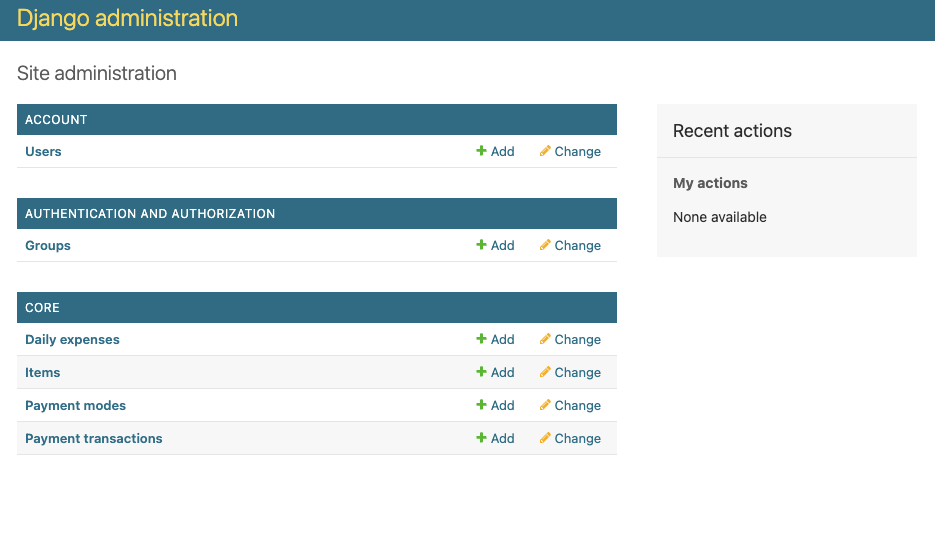 Django administration
Site administration
ACCOUNT
Users Add Change
AUTHENTICATION AND AUTHORIZATION
Groups Add Change
CORE
Daily expenses Add Change
Items Add Change
Payment modes Add Change
Payment transactions Add Change
Recent actions
My actions
None available